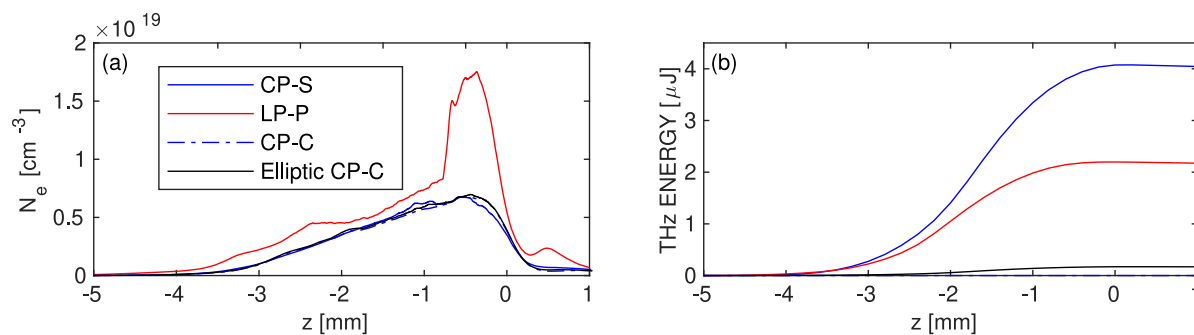 × 10^19
2
1.5
1
0.5
0
N_e [cm^-3]
(a)
CP-S
LP-P
CP-C
Elliptic CP-C
-5 -4 -3 -2 -1 0 1
z [mm]
4
3
2
1
0
THz ENERGY [μJ]
(b)
-5 -4 -3 -2 -1 0 1
z [mm]